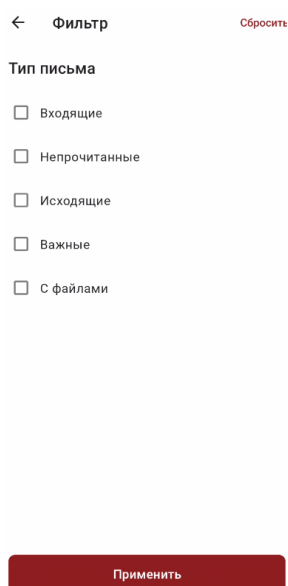 Фильтр Сбросить
Тип письма
Входящие
Непрочитанные
Исходящие
Важные
С файлами
Применить